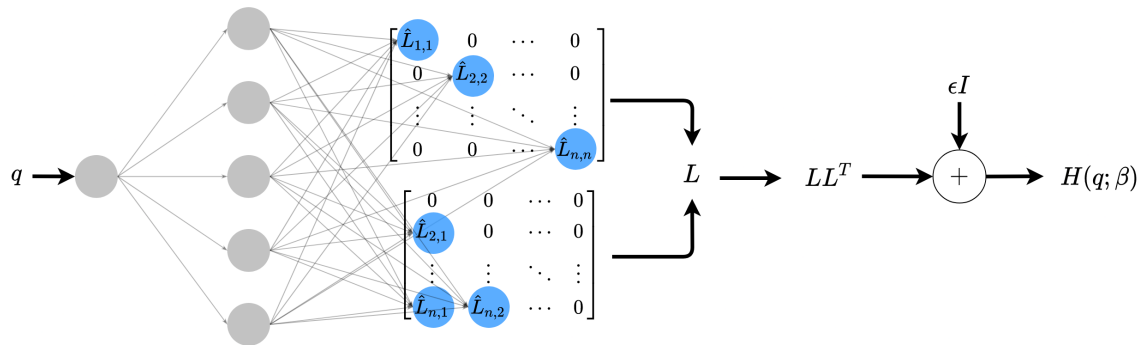 q
L̂₁,₁ 0 ⋯ 0
0 L̂₂,₂ ⋯ 0
⋮ ⋮ ⋱ ⋮
0 0 ⋯ L̂ₙ,ₙ
0 0 ⋯ 0
L̂₂,₁ 0 ⋯ 0
⋮ ⋮ ⋱ ⋮
L̂ₙ,₁ L̂ₙ,₂ ⋯ 0
L
LLᵀ
ϵI
+
H(q; β)